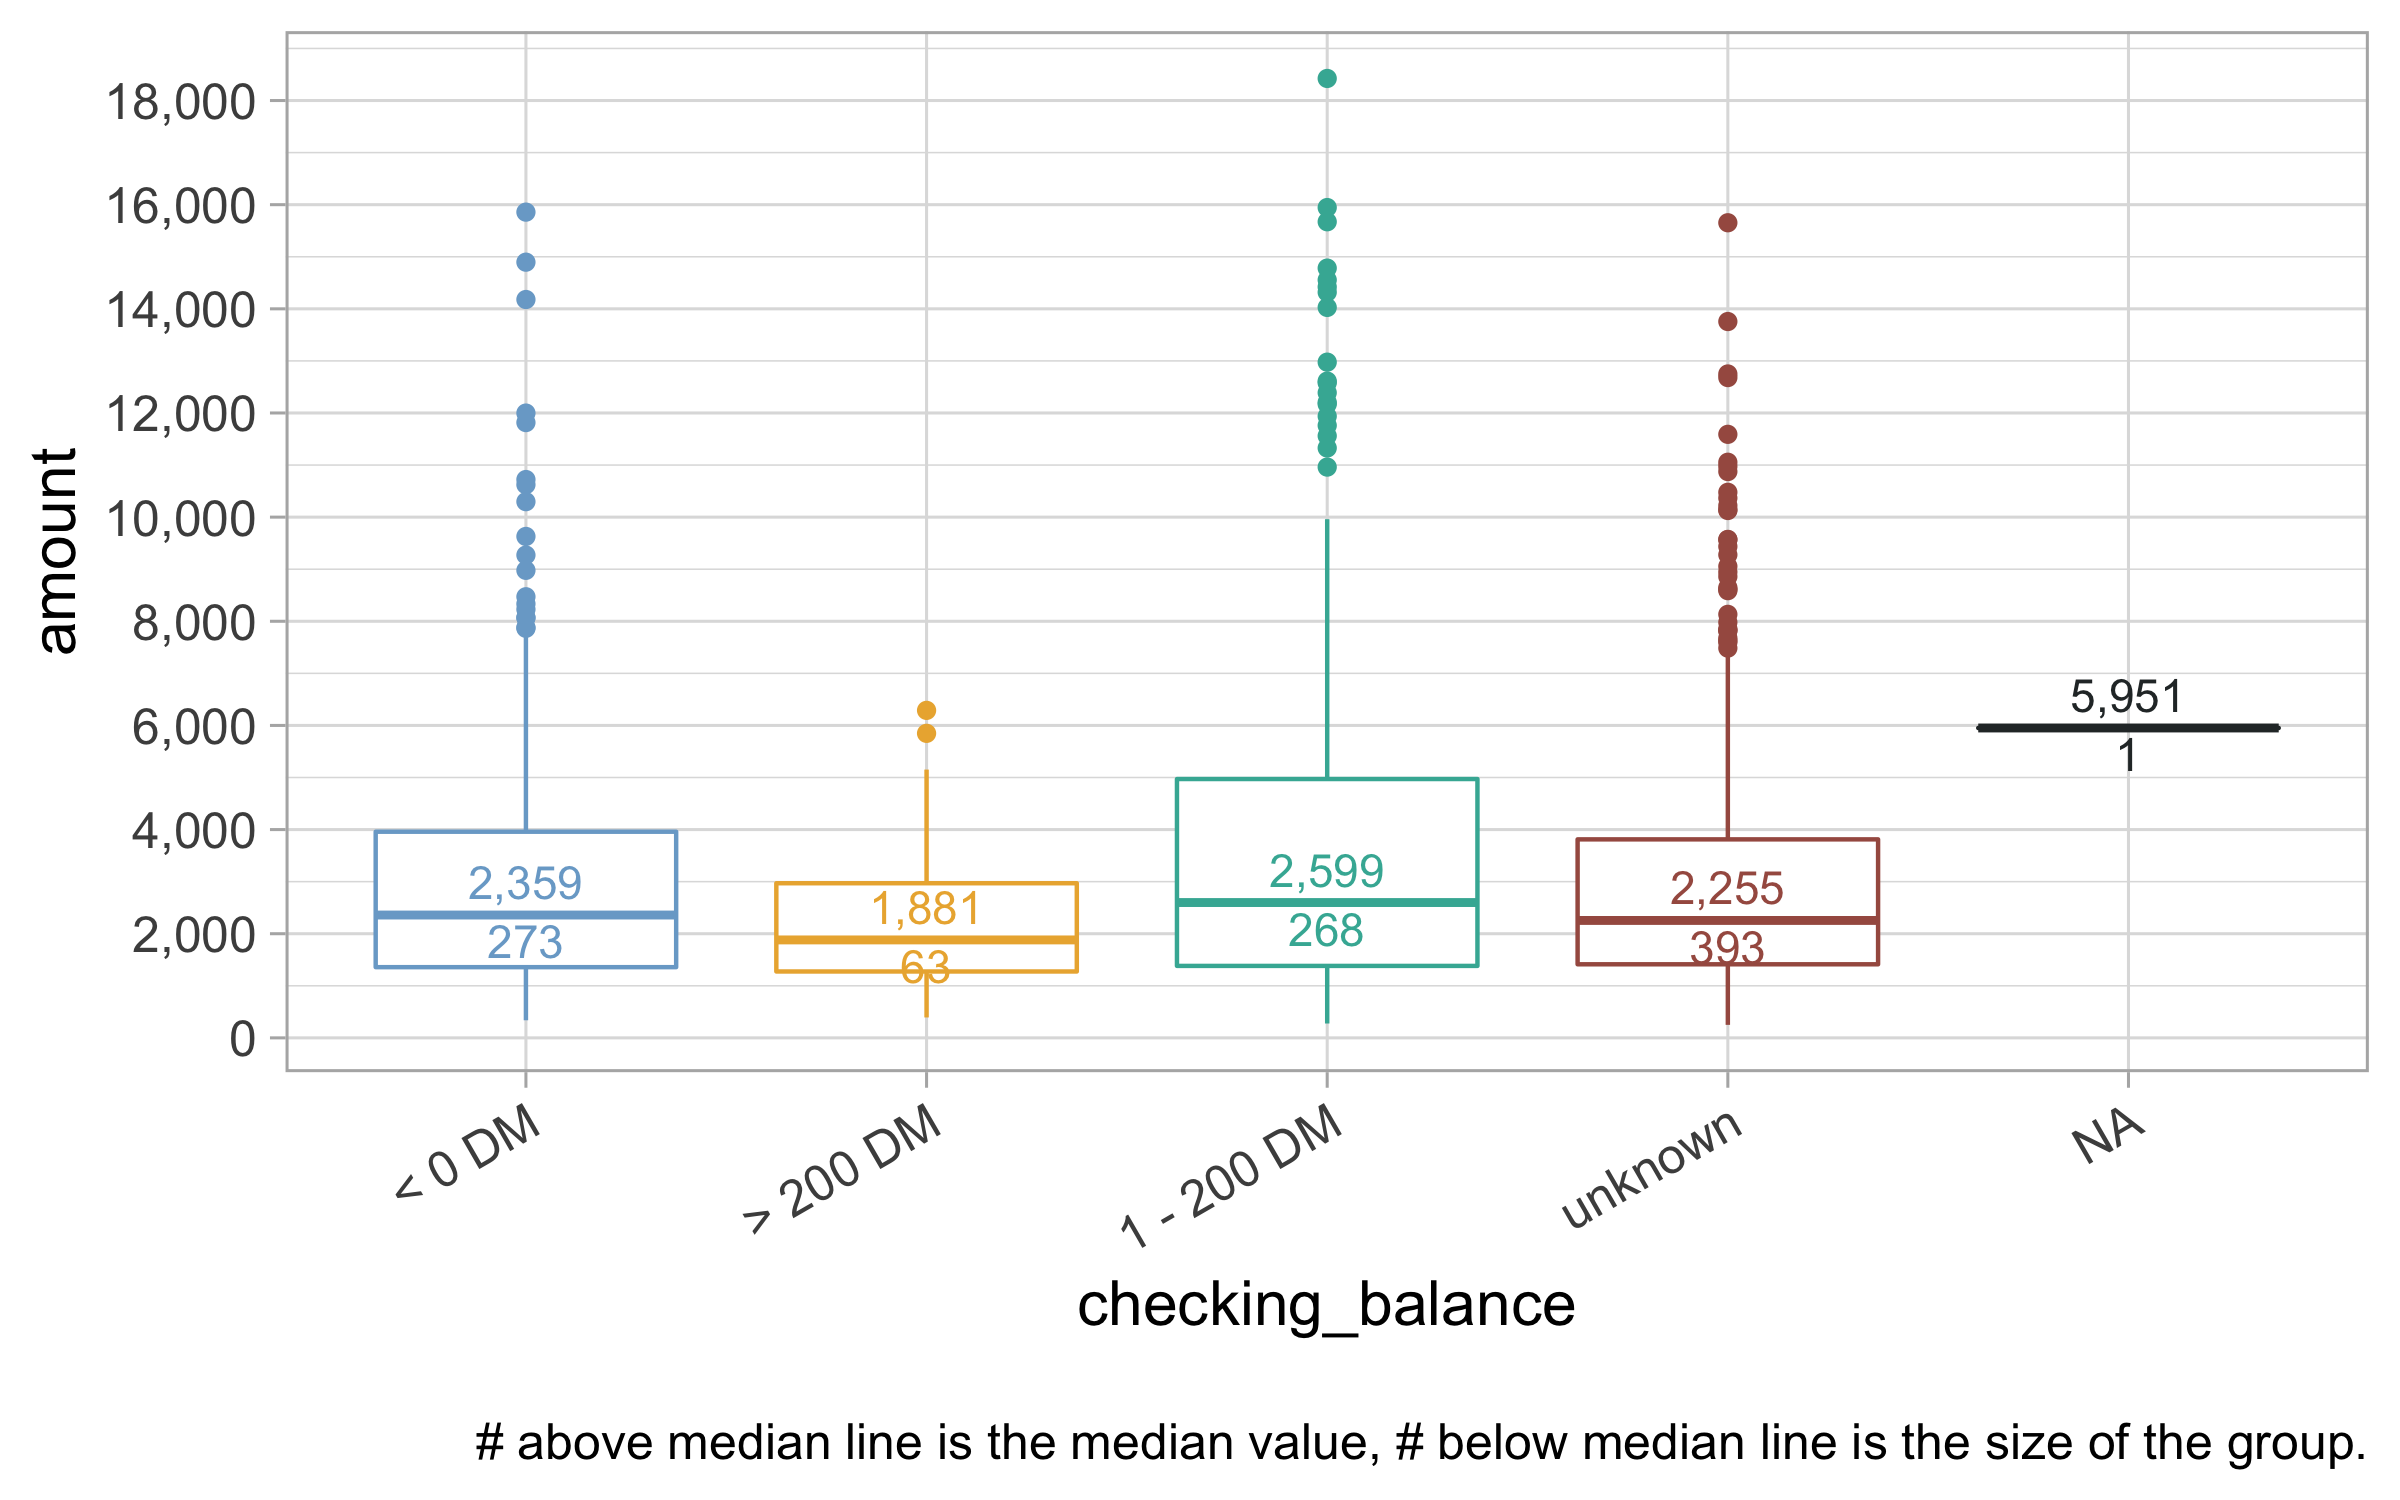 amount
18,000
16,000
14,000
12,000
10,000
8,000
6,000
4,000
2,000
0
2,359
273
1,881
63
2,599
268
2,255
393
5,951
1
< 0 DM
> 200 DM
1 - 200 DM
unknown
NA
checking_balance
# above median line is the median value, # below median line is the size of the group.